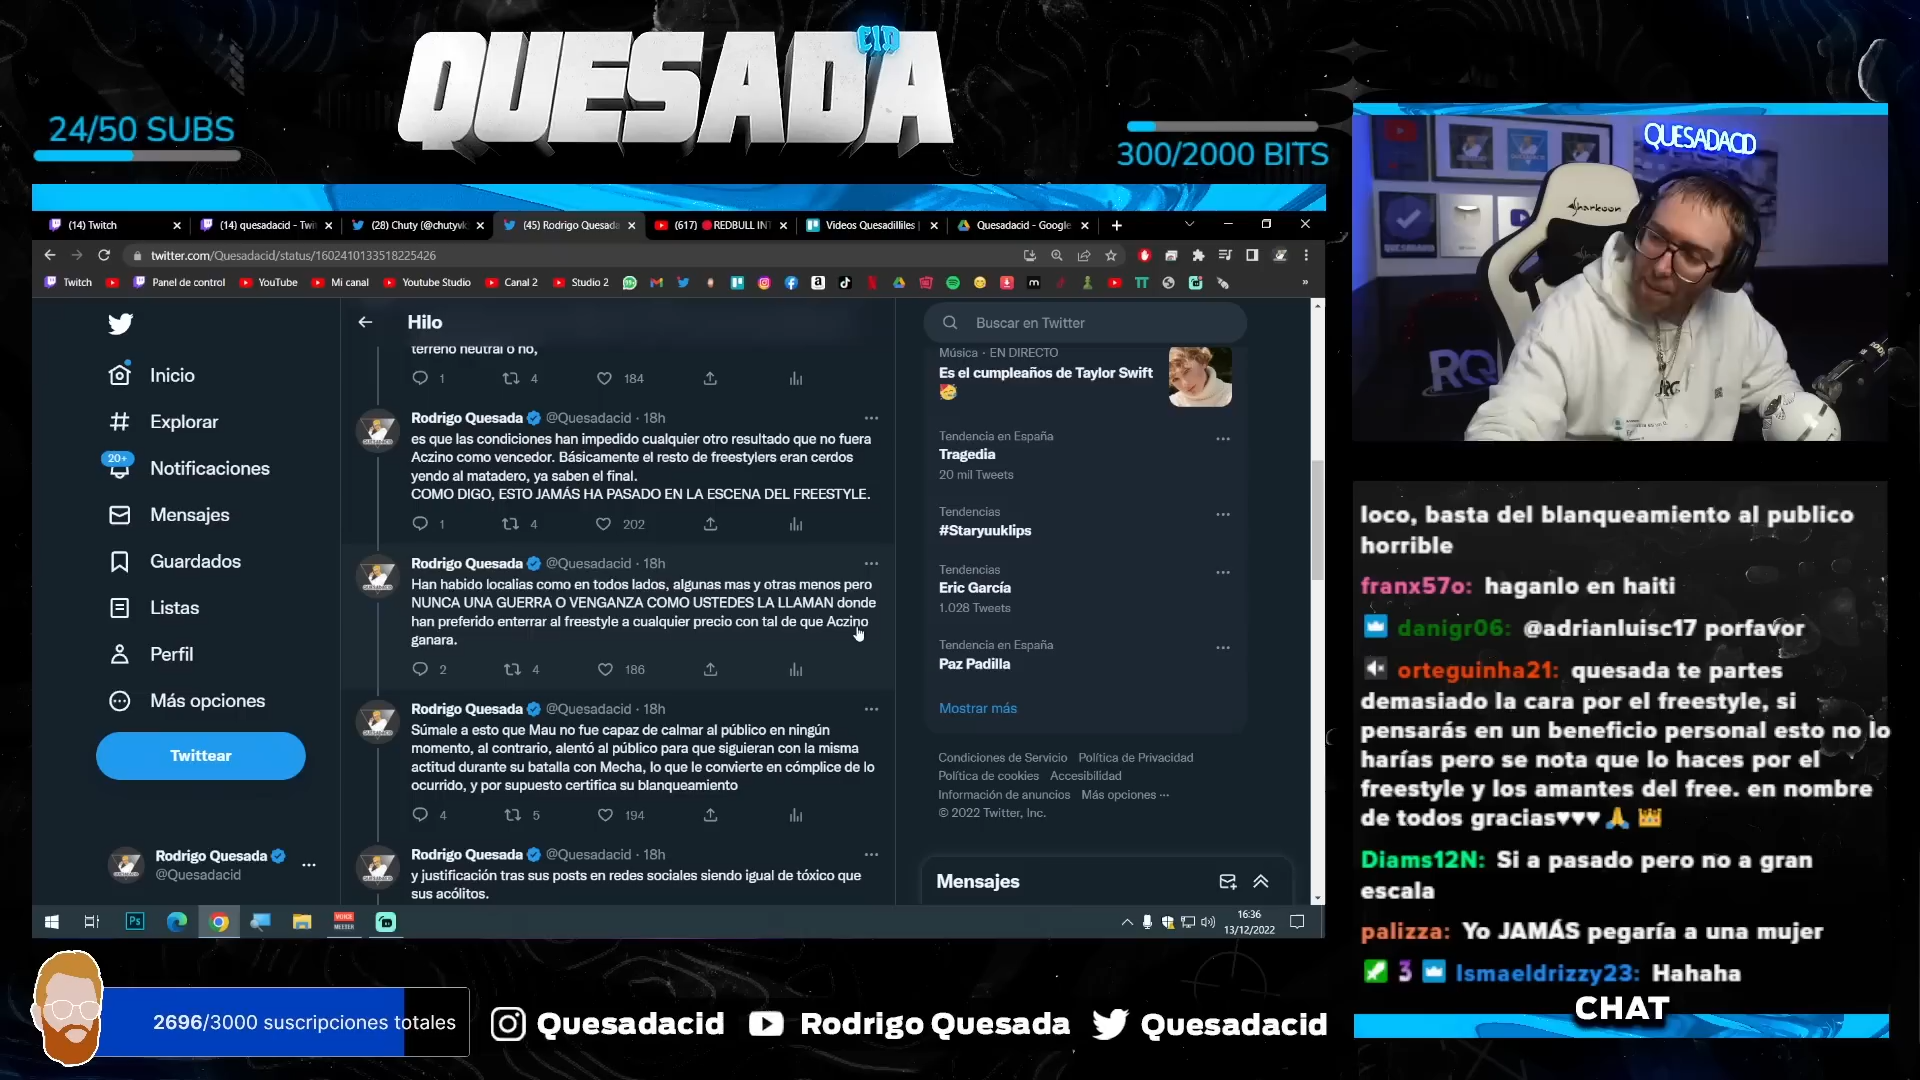 CID
QUESADA
24/50 SUBS
300/2000 BITS
QUESADACID
sharkoon
RQ
(14) Twitch
(14) quesadacid - Twi
(28) Chuty (@chutyvk
(45) Rodrigo Quesada
(617) 🔴REDBULL INT
Videos Quesadilliles |
Quesadacid - Google
twitter.com/Quesadacid/status/1602410133518225426
Twitch
Panel de control
YouTube
Mi canal
Youtube Studio
Canal 2
Studio 2
Hilo
Buscar en Twitter
Inicio
Explorar
20+
Notificaciones
Mensajes
Guardados
Listas
Perfil
Más opciones
Twittear
Rodrigo Quesada
@Quesadacid
terreno neutral o no,
1 4 184
Rodrigo Quesada @Quesadacid · 18h
es que las condiciones han impedido cualquier otro resultado que no fuera
Aczino como vencedor. Básicamente el resto de freestylers eran cerdos
yendo al matadero, ya saben el final.
COMO DIGO, ESTO JAMÁS HA PASADO EN LA ESCENA DEL FREESTYLE.
1 4 202
Rodrigo Quesada @Quesadacid · 18h
Han habido localias como en todos lados, algunas mas y otras menos pero
NUNCA UNA GUERRA O VENGANZA COMO USTEDES LA LLAMAN donde
han preferido enterrar al freestyle a cualquier precio con tal de que Aczino
ganara.
2 4 186
Rodrigo Quesada @Quesadacid · 18h
Súmale a esto que Mau no fue capaz de calmar al público en ningún
momento, al contrario, alentó al público para que siguieran con la misma
actitud durante su batalla con Mecha, lo que le convierte en cómplice de lo
ocurrido, y por supuesto certifica su blanqueamiento
4 5 194
Rodrigo Quesada @Quesadacid · 18h
y justificación tras sus posts en redes sociales siendo igual de tóxico que
sus acólitos.
Música · EN DIRECTO
Es el cumpleaños de Taylor Swift
🥳
Tendencia en España
Tragedia
20 mil Tweets
Tendencias
#Staryuuklips
Tendencias
Eric García
1.028 Tweets
Tendencia en España
Paz Padilla
Mostrar más
Condiciones de Servicio Política de Privacidad
Política de cookies Accesibilidad
Información de anuncios Más opciones ···
© 2022 Twitter, Inc.
Mensajes
Ps
VOICE
MEETER
16:36
13/12/2022
loco, basta del blanqueamiento al publico
horrible
franx57o: haganlo en haiti
danigr06: @adrianluisc17 porfavor
orteguinha21: quesada te partes
demasiado la cara por el freestyle, si
pensarás en un beneficio personal esto no lo
harías pero se nota que lo haces por el
freestyle y los amantes del free. en nombre
de todos gracias♥♥♥🙏 👑
Diams12N: Si a pasado pero no a gran
escala
palizza: Yo JAMÁS pegaría a una mujer
3 Ismaeldrizzy23: Hahaha
CHAT
2696/3000 suscripciones totales
Quesadacid
Rodrigo Quesada
Quesadacid